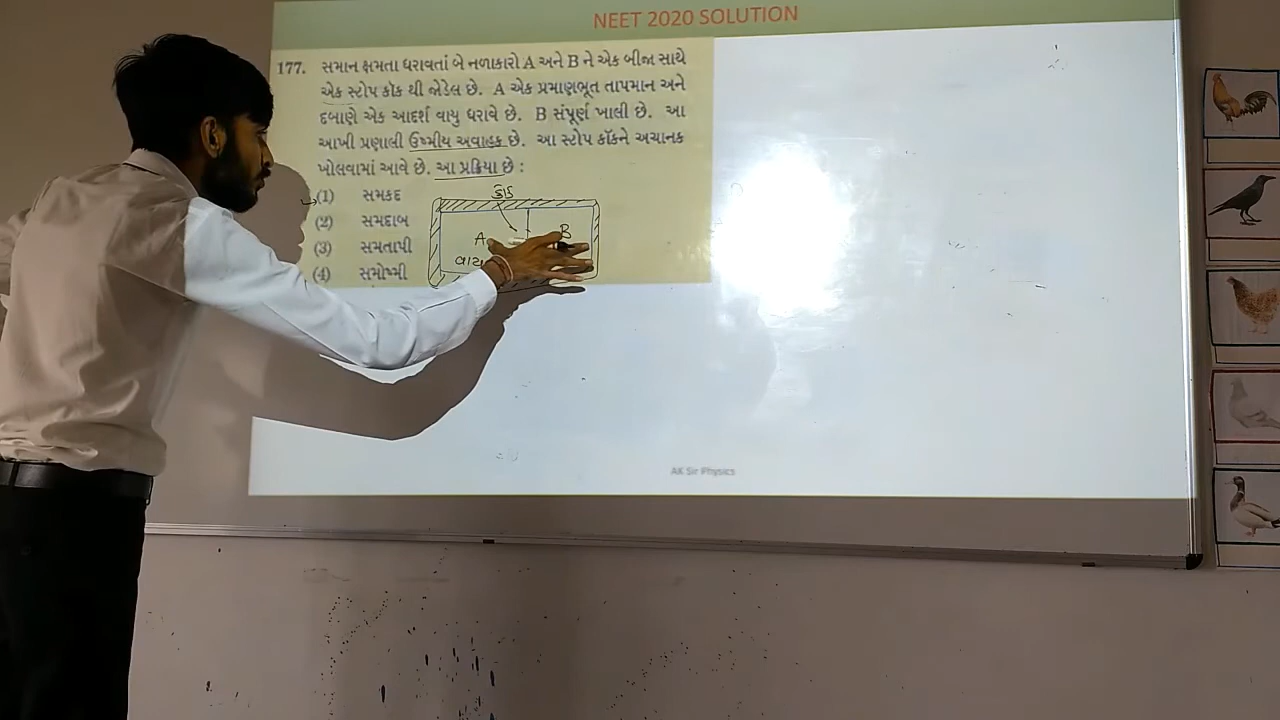 NEET 2020 SOLUTION
177. સમાન ક્ષમતા ધરાવતાં બે નળાકારો A અને B ને એક બીજા સાથે
એક સ્ટોપ કૉક થી જોડેલ છે. A એક પ્રમાણભૂત તાપમાન અને
દબાણે એક આદર્શ વાયુ ધરાવે છે. B સંપૂર્ણ ખાલી છે. આ
આખી પ્રણાલી ઉષ્મીય અવાહક છે. આ સ્ટોપ કૉકને અચાનક
ખોલવામાં આવે છે. આ પ્રક્રિયા છે :
(1) સમકદ
(2) સમદાબ
(3) સમતાપી
(4) સમોષ્મી
A
B
AK Sir Physics